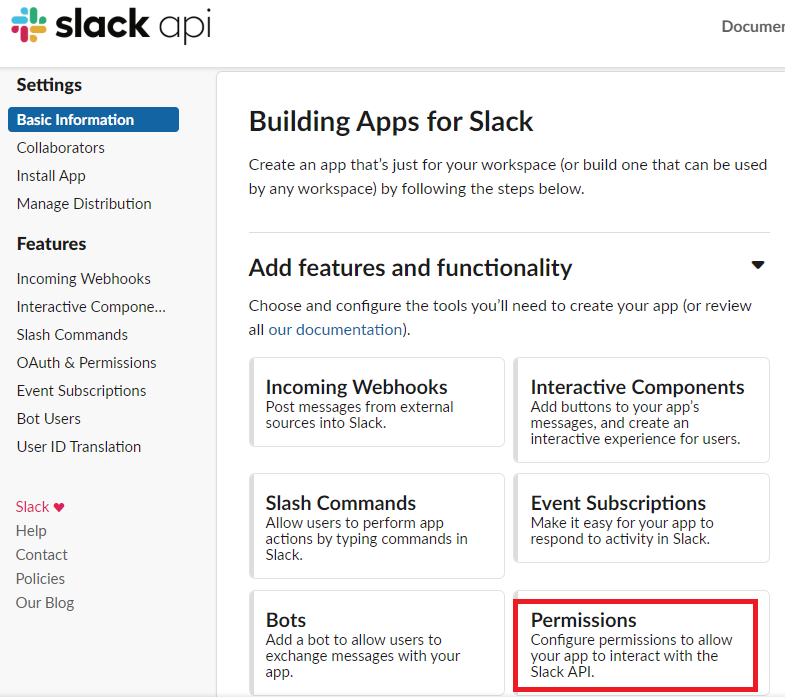 slack api
Documen
Settings
Basic Information
Collaborators
Install App
Manage Distribution
Features
Incoming Webhooks
Interactive Compone...
Slash Commands
OAuth & Permissions
Event Subscriptions
Bot Users
User ID Translation
Slack
Help
Contact
Policies
Our Blog
Building Apps for Slack
Create an app that's just for your workspace (or build one that can be used
by any workspace) by following the steps below.
Add features and functionality
Choose and configure the tools you'll need to create your app (or review
all our documentation).
Incoming Webhooks
Post messages from external
sources into Slack.
Interactive Components
Add buttons to your app's
messages, and create an
interactive experience for users.
Slash Commands
Allow users to perform app
actions by typing commands in
Slack.
Event Subscriptions
Make it easy for your app to
respond to activity in Slack.
Bots
Add a bot to allow users to
exchange messages with your
app.
Permissions
Configure permissions to allow
your app to interact with the
Slack API.